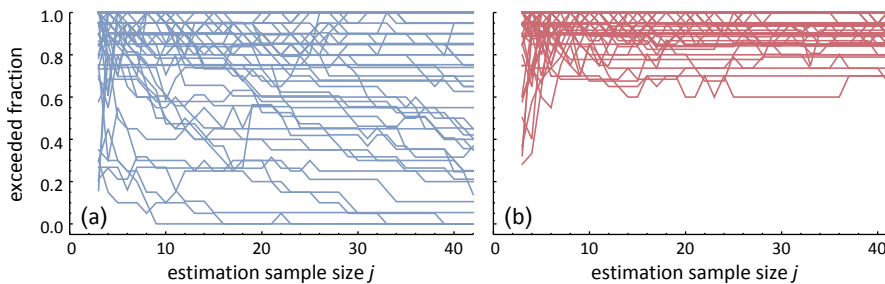 exceeded fraction
1.0
0.8
0.6
0.4
0.2
0.0
(a)
(b)
0 10 20 30 40
0 10 20 30 40
estimation sample size j
estimation sample size j